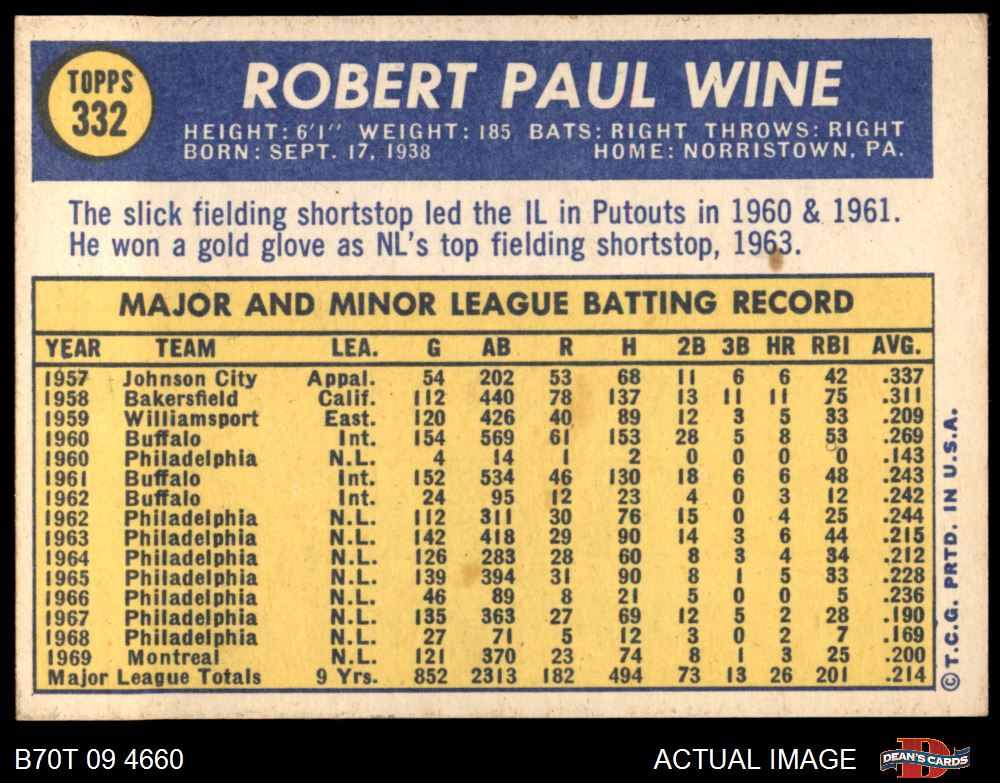 TOPPS
332
ROBERT PAUL WINE
HEIGHT: 6'1" WEIGHT: 185 BATS: RIGHT THROWS: RIGHT
BORN: SEPT. 17, 1938 HOME: NORRISTOWN, PA.
The slick fielding shortstop led the IL in Putouts in 1960 & 1961.
He won a gold glove as NL's top fielding shortstop, 1963.
MAJOR AND MINOR LEAGUE BATTING RECORD
YEAR TEAM LEA. G AB R H 2B 3B HR RBI AVG.
1957 Johnson City Appal. 54 202 53 68 11 6 6 42 .337
1958 Bakersfield Calif. 112 440 78 137 13 11 11 75 .311
1959 Williamsport East. 120 426 40 89 12 3 5 33 .209
1960 Buffalo Int. 154 569 61 153 28 5 8 53 .269
1960 Philadelphia N.L. 4 14 1 2 0 0 0 0 .143
1961 Buffalo Int. 152 534 46 130 18 6 6 48 .243
1962 Buffalo Int. 24 95 12 23 4 0 3 12 .242
1962 Philadelphia N.L. 112 311 30 76 15 0 4 25 .244
1963 Philadelphia N.L. 142 418 29 90 14 3 6 44 .215
1964 Philadelphia N.L. 126 283 28 60 8 3 4 34 .212
1965 Philadelphia N.L. 139 394 31 90 8 1 5 33 .228
1966 Philadelphia N.L. 46 89 8 21 5 0 0 5 .236
1967 Philadelphia N.L. 135 363 27 69 12 5 2 28 .190
1968 Philadelphia N.L. 27 71 5 12 3 0 2 7 .169
1969 Montreal N.L. 121 370 23 74 8 1 3 25 .200
Major League Totals 9 Yrs. 852 2313 182 494 73 13 26 201 .214
© T.C.G. PRTD. IN U.S.A.
B70T 09 4660
ACTUAL IMAGE
DEAN'S CARDS